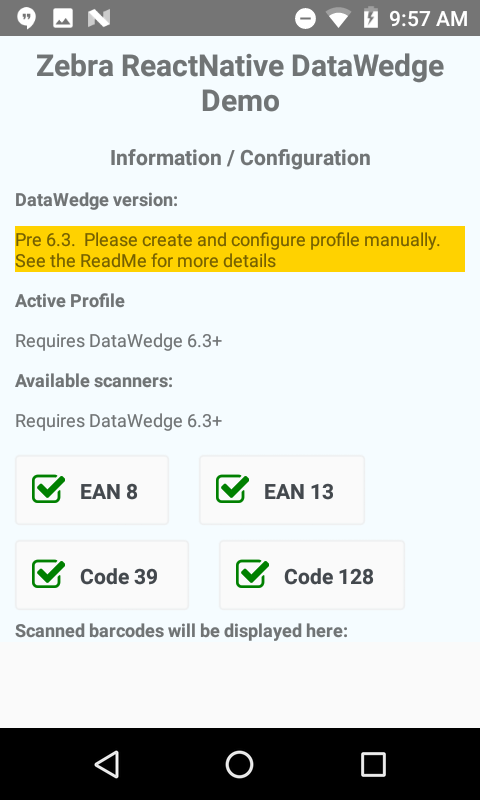 9:57 AM
Zebra ReactNative DataWedge
Demo
Information / Configuration
DataWedge version:
Pre 6.3.  Please create and configure profile manually.
See the ReadMe for more details
Active Profile
Requires DataWedge 6.3+
Available scanners:
Requires DataWedge 6.3+
EAN 8
EAN 13
Code 39
Code 128
Scanned barcodes will be displayed here: